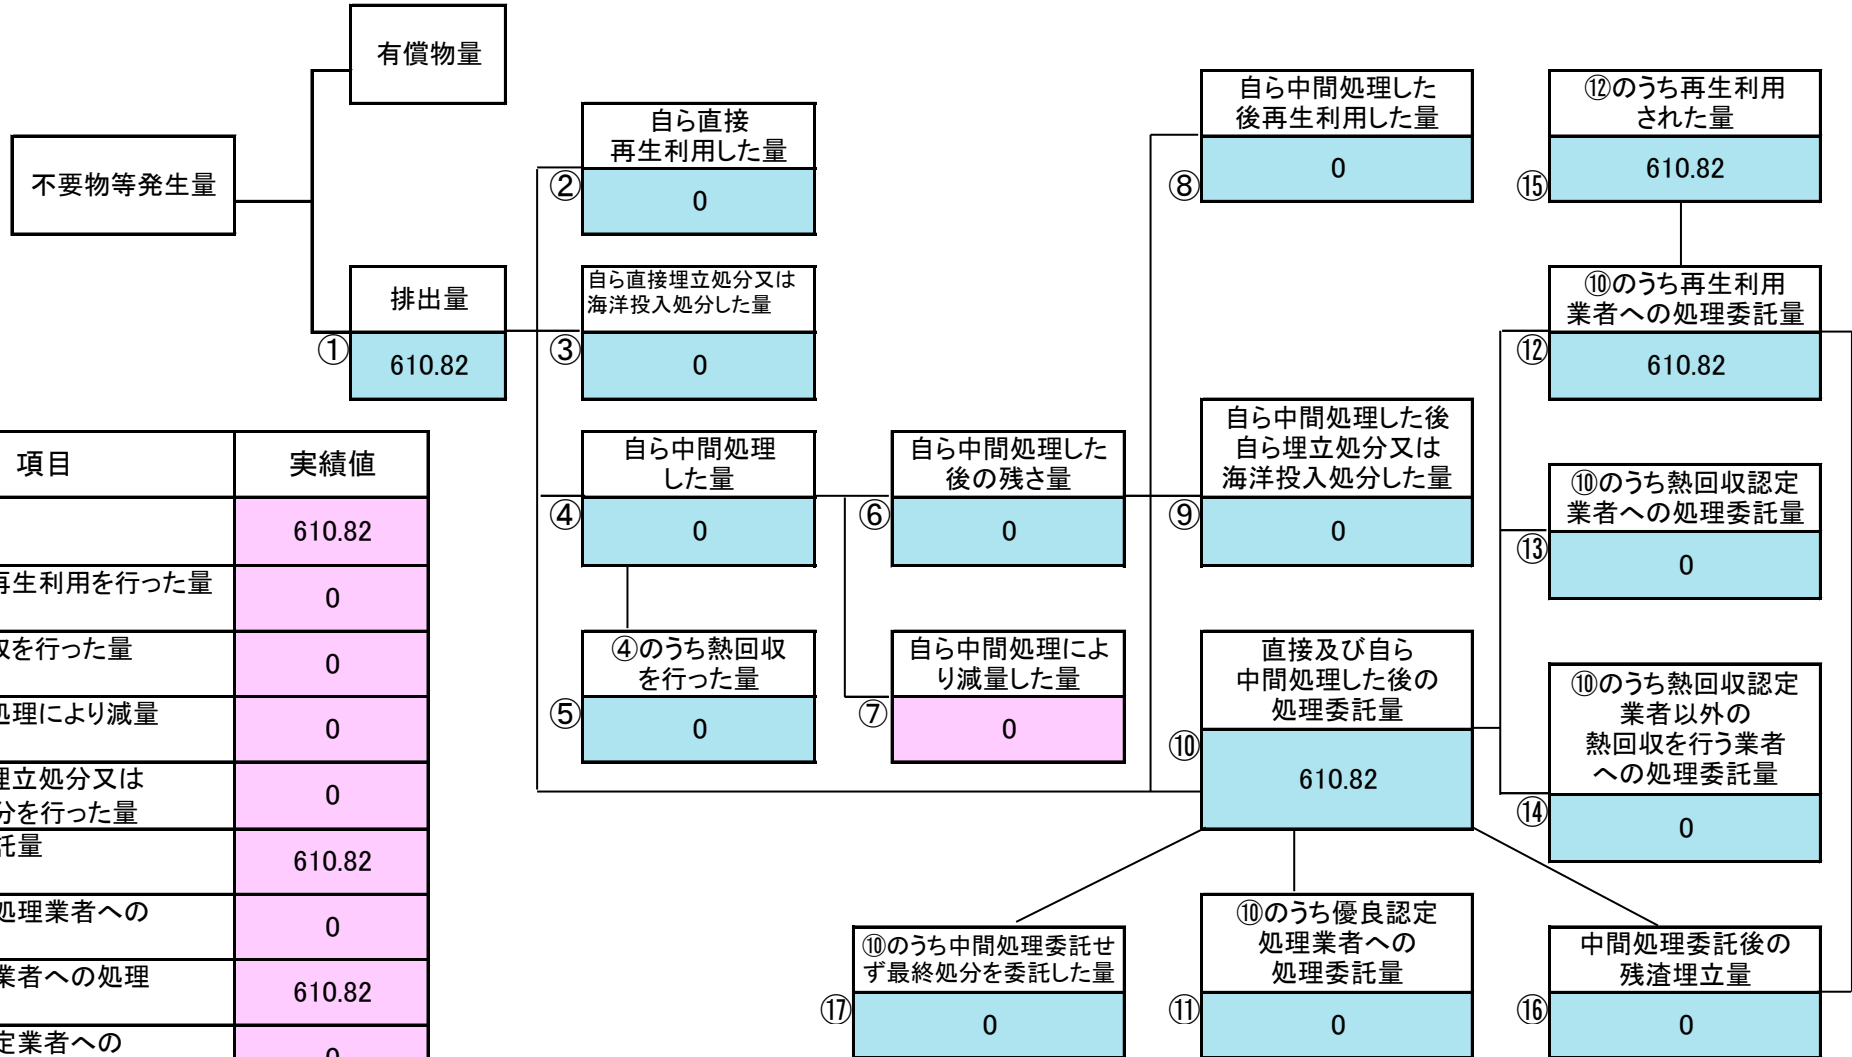 有償物量
不要物等発生量
排出量
①
610.82
自ら直接
再生利用した量
②
0
自ら直接埋立処分又は
海洋投入処分した量
③
0
自ら中間処理
した量
④
0
④のうち熱回収
を行った量
⑤
0
自ら中間処理した
後の残さ量
⑥
0
自ら中間処理によ
り減量した量
⑦
0
自ら中間処理した
後再生利用した量
⑧
0
自ら中間処理した後
自ら埋立処分又は
海洋投入処分した量
⑨
0
直接及び自ら
中間処理した後の
処理委託量
⑩
610.82
⑫のうち再生利用
された量
⑮
610.82
⑩のうち再生利用
業者への処理委託量
⑫
610.82
⑩のうち熱回収認定
業者への処理委託量
⑬
0
⑩のうち熱回収認定
業者以外の
熱回収を行う業者
への処理委託量
⑭
0
⑩のうち中間処理委託せ
ず最終処分を委託した量
⑰
0
⑩のうち優良認定
処理業者への
処理委託量
⑪
0
中間処理委託後の
残渣埋立量
⑯
0
項目 実績値
610.82
再生利用を行った量
0
を行った量
0
処理により減量
0
埋立処分又は
分を行った量
0
託量
610.82
処理業者への
0
業者への処理
610.82
定業者への
0